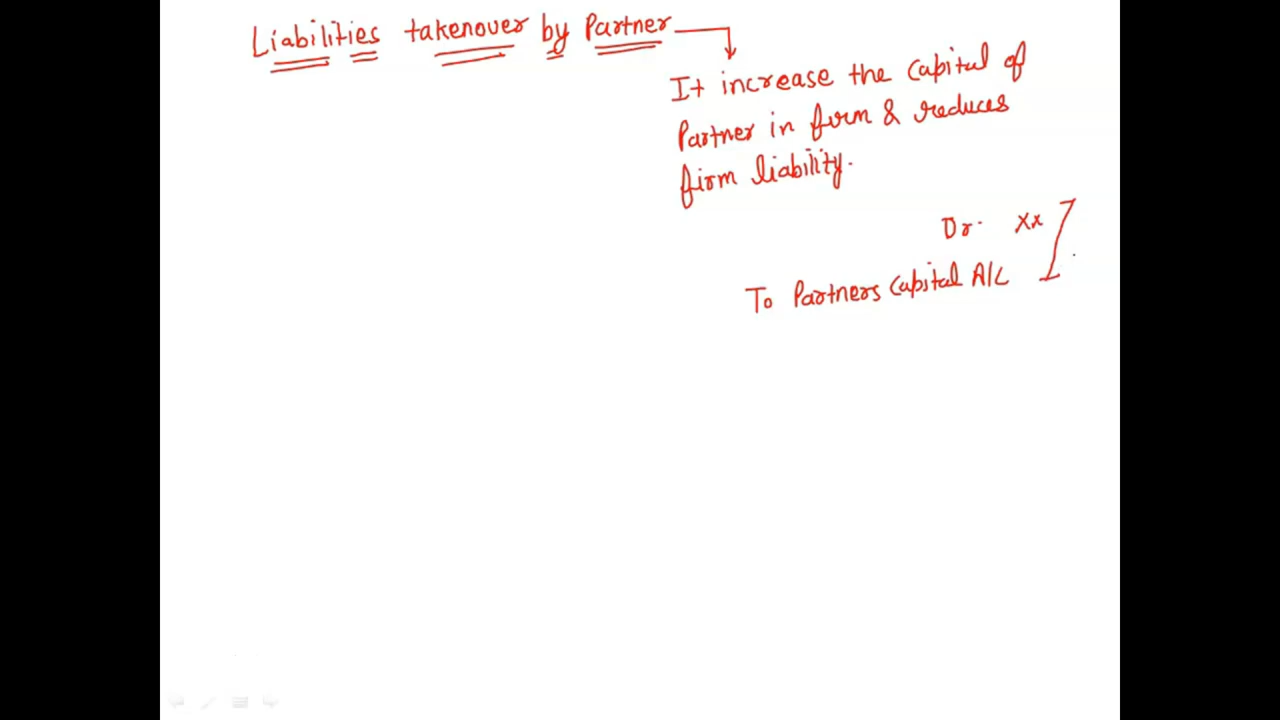 Liabilities takenover by Partner
It increase the capital of
Partner in firm & reduces
firm liability.
Dr. Xx
To Partners Capital A/c